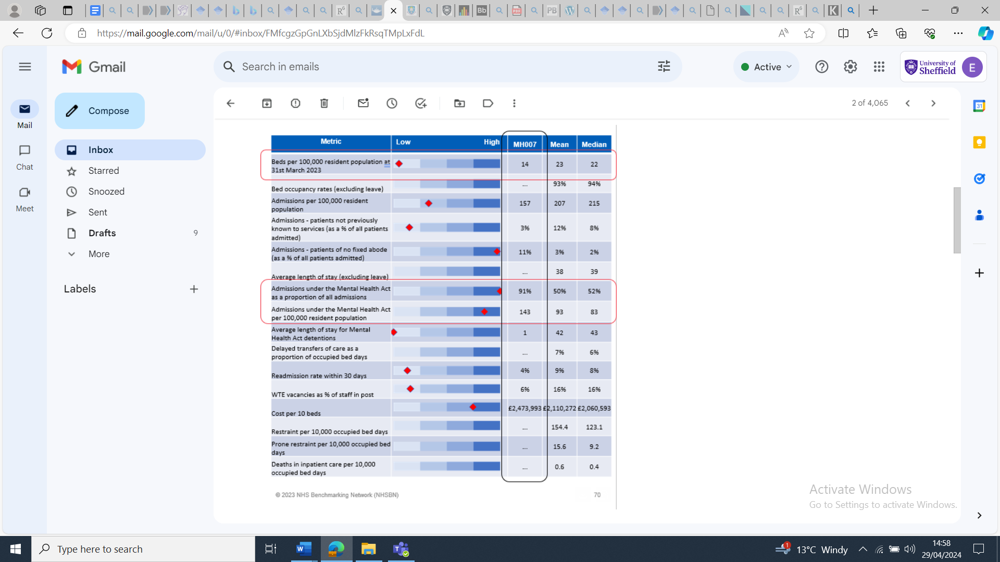 https://mail.google.com/mail/u/0/#inbox/FMfcgzGpGnLXbSjdMlzFkRsqTMpLxFdL
Gmail
Search in emails
Active
University of
Sheffield
E
Compose
2 of 4,065
Mail
Chat
Meet
Inbox
Starred
Snoozed
Sent
Drafts 9
More
Labels
Metric Low High MH007 Mean Median
Beds per 100,000 resident population at
31st March 2023
14 23 22
Bed occupancy rates (excluding leave)
... 93% 94%
Admissions per 100,000 resident
population
157 207 215
Admissions - patients not previously
known to services (as a % of all patients
admitted)
3% 12% 8%
Admissions - patients of no fixed abode
(as a % of all patients admitted)
11% 3% 2%
Average length of stay (excluding leave)
... 38 39
Admissions under the Mental Health Act
as a proportion of all admissions
91% 50% 52%
Admissions under the Mental Health Act
per 100,000 resident population
143 93 83
Average length of stay for Mental
Health Act detentions
1 42 43
Delayed transfers of care as a
proportion of occupied bed days
... 7% 6%
Readmission rate within 30 days
4% 9% 8%
WTE vacancies as % of staff in post
6% 16% 16%
Cost per 10 beds
£2,473,993 £2,110,272 £2,060,593
Restraint per 10,000 occupied bed days
... 154.4 123.1
Prone restraint per 10,000 occupied bed
days
... 15.6 9.2
Deaths in inpatient care per 10,000
occupied bed days
... 0.6 0.4
© 2023 NHS Benchmarking Network (NHSBN) 70
Activate Windows
Go to Settings to activate Windows.
Type here to search
1
13°C Windy
14:58
29/04/2024